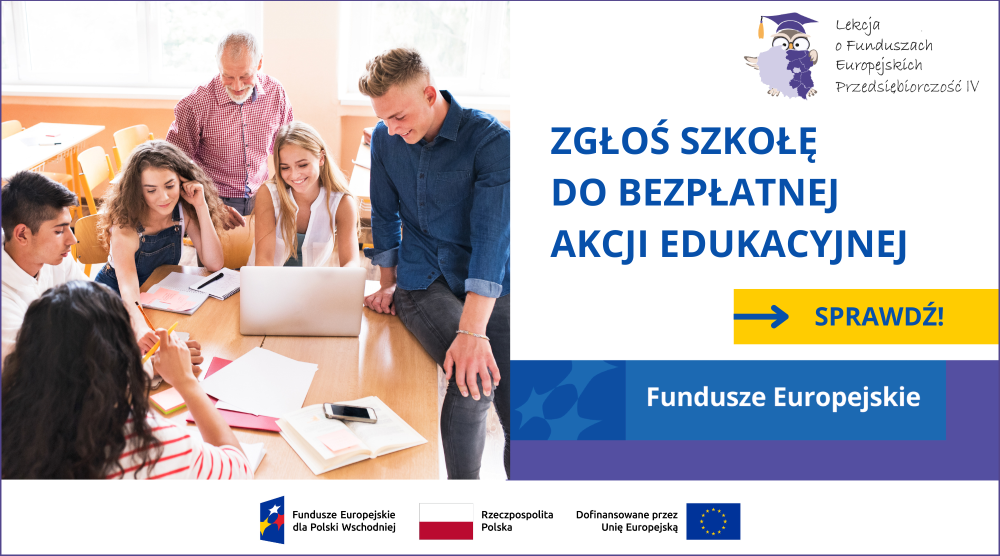 Lekcja
o Funduszach
Europejskich
Przedsiębiorczość IV
ZGŁOŚ SZKOŁĘ
DO BEZPŁATNEJ
AKCJI EDUKACYJNEJ
SPRAWDŹ!
Fundusze Europejskie
Fundusze Europejskie
dla Polski Wschodniej
Rzeczpospolita
Polska
Dofinansowane przez
Unię Europejską